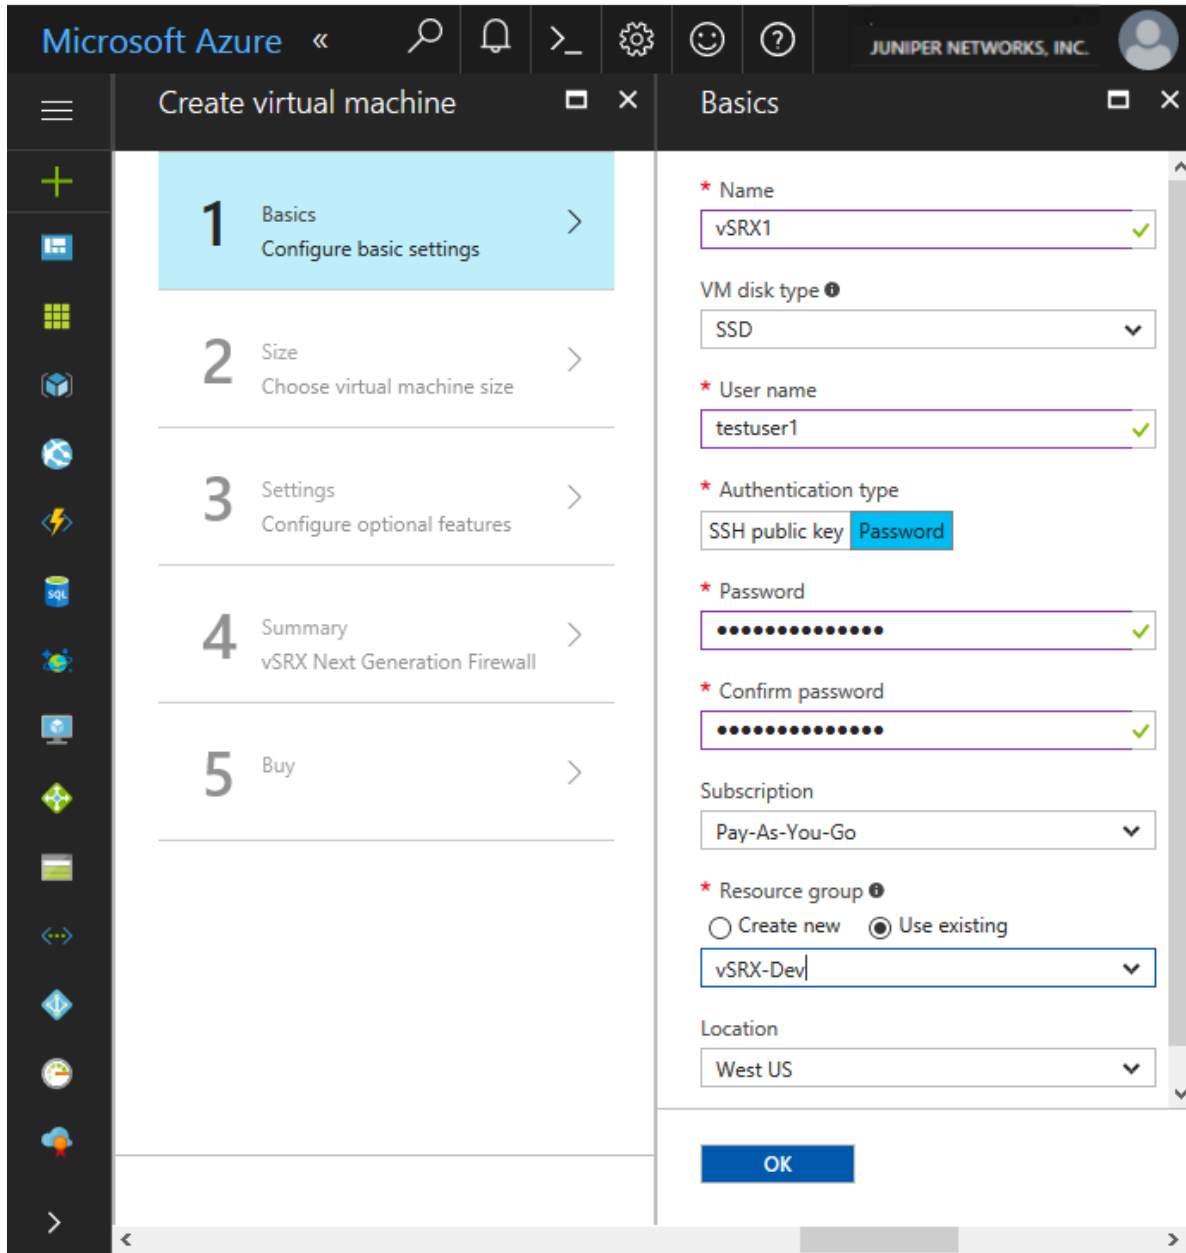 Microsoft Azure «
JUNIPER NETWORKS, INC.
Create virtual machine
Basics
1
Basics
Configure basic settings
2
Size
Choose virtual machine size
3
Settings
Configure optional features
4
Summary
vSRX Next Generation Firewall
5
Buy
* Name
vSRX1
VM disk type
SSD
* User name
testuser1
* Authentication type
SSH public key Password
* Password
••••••••••••••
* Confirm password
••••••••••••••
Subscription
Pay-As-You-Go
* Resource group
Create new Use existing
vSRX-Dev
Location
West US
OK
SQL